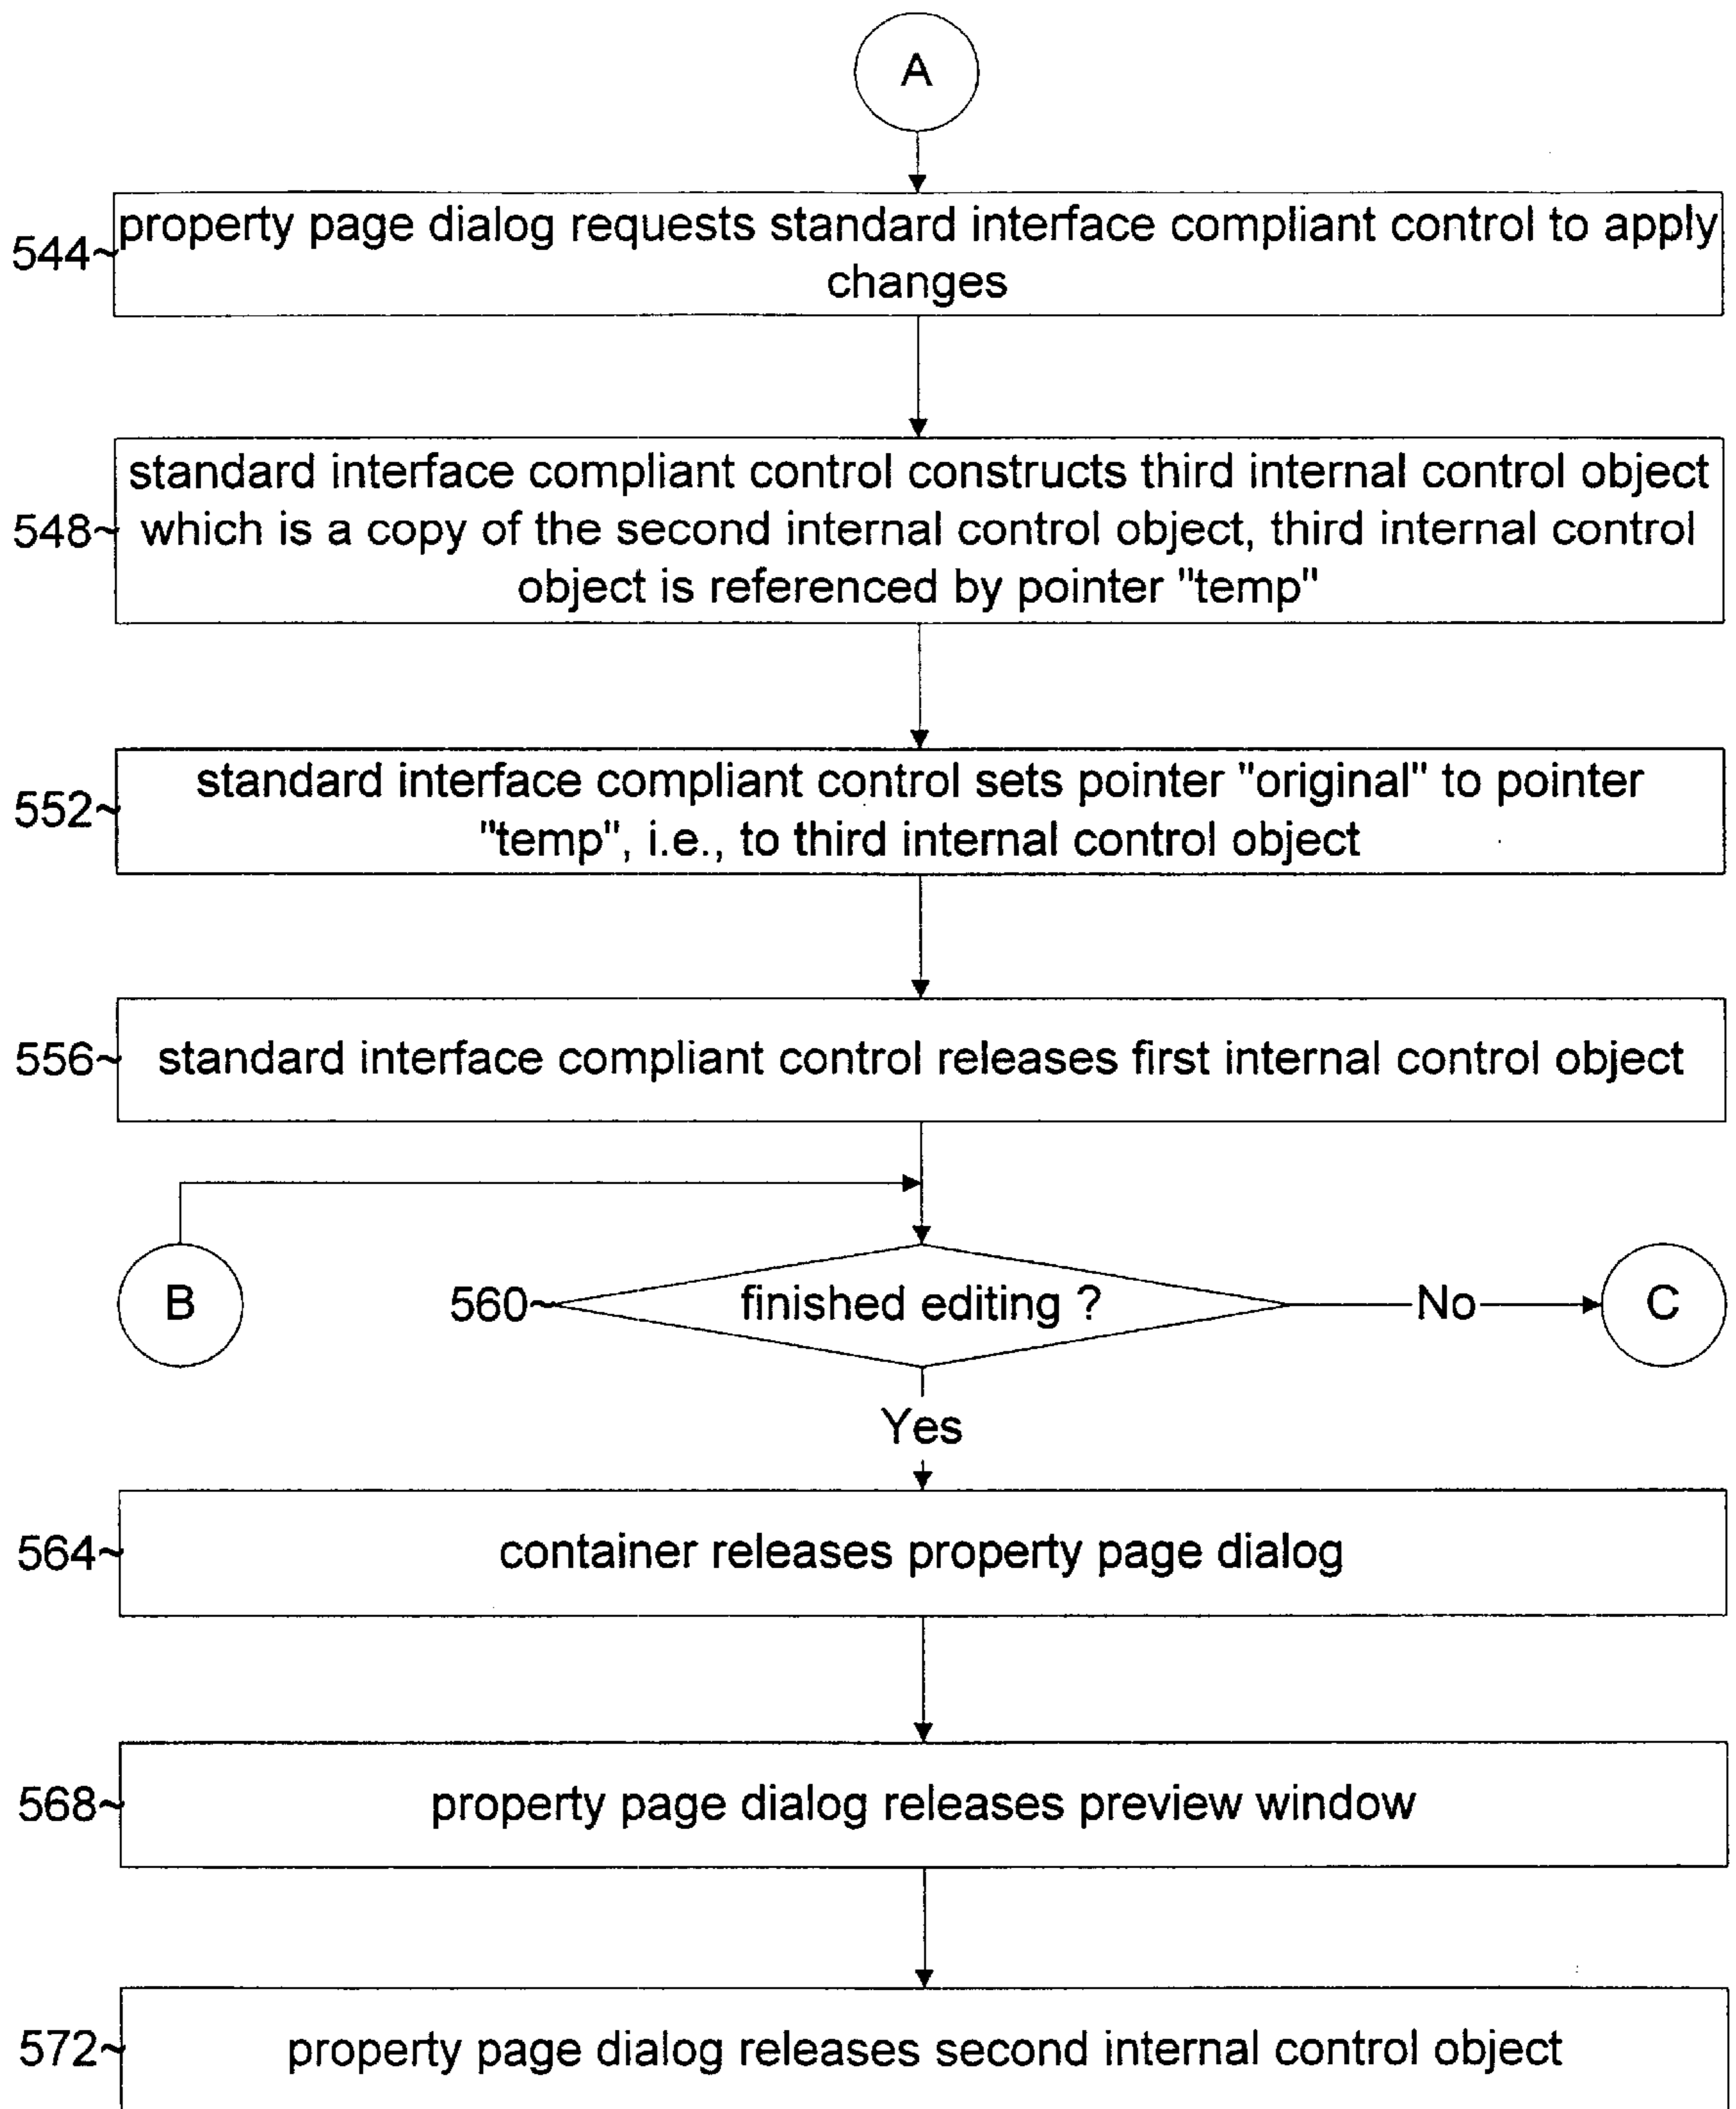 A
544~
property page dialog requests standard interface compliant control to apply
changes
548~
standard interface compliant control constructs third internal control object
which is a copy of the second internal control object, third internal control
object is referenced by pointer "temp"
552~
standard interface compliant control sets pointer "original" to pointer
"temp", i.e., to third internal control object
556~
standard interface compliant control releases first internal control object
B
560~
finished editing ?
No
C
Yes
564~
container releases property page dialog
568~
property page dialog releases preview window
572~
property page dialog releases second internal control object